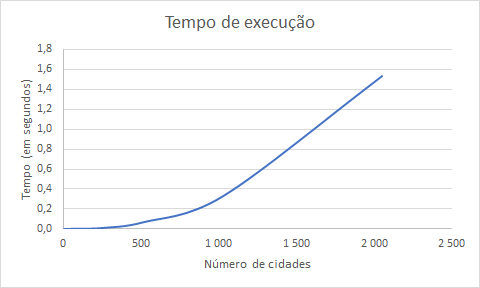 Tempo de execução
Tempo (em segundos)
1,8
1,6
1,4
1,2
1,0
0,8
0,6
0,4
0,2
0,0
0 500 1 000 1 500 2 000 2 500
Número de cidades